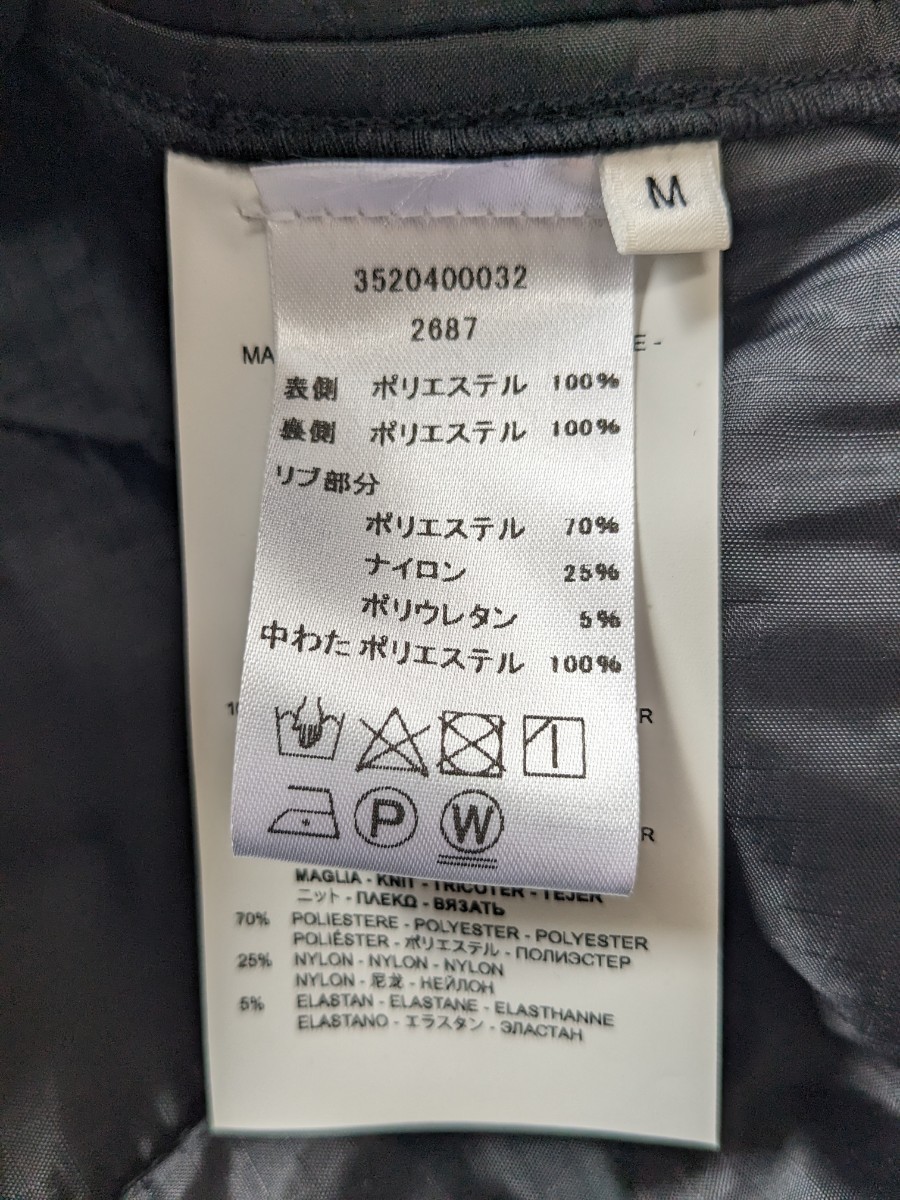 M
3520400032
2687
MA
E -
表側 ポリエステル 100%
裏側 ポリエステル 100%
リブ部分
ポリエステル 70%
ナイロン 25%
ポリウレタン 5%
中わた ポリエステル 100%
R
P W
R
MAGLIA - KNIT - TRICOTER - TEJER
ニット - ΠΛΕΚΩ - ВЯЗАТЬ
70% POLIESTERE - POLYESTER - POLYESTER
POLIÉSTER - ポリエステル - ПОЛИЭСТЕР
25% NYLON - NYLON - NYLON
NYLON - 尼龙 - НЕЙЛОН
5% ELASTAN - ELASTANE - ELASTHANNE
ELASTANO - エラスタン - ЭЛАСТАН